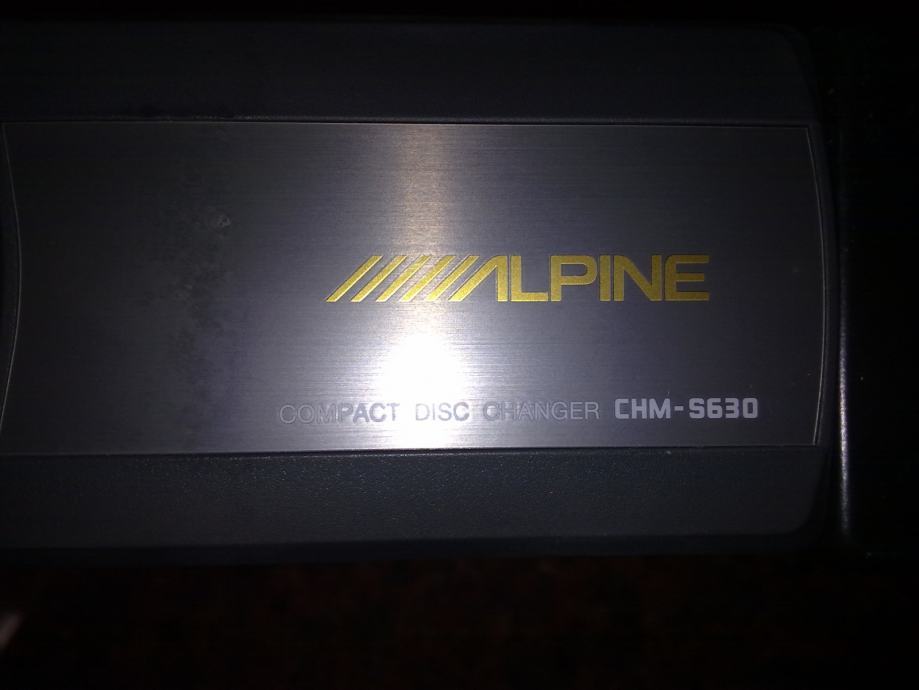 ALPINE
COMPACT DISC CHANGER CHM-S630